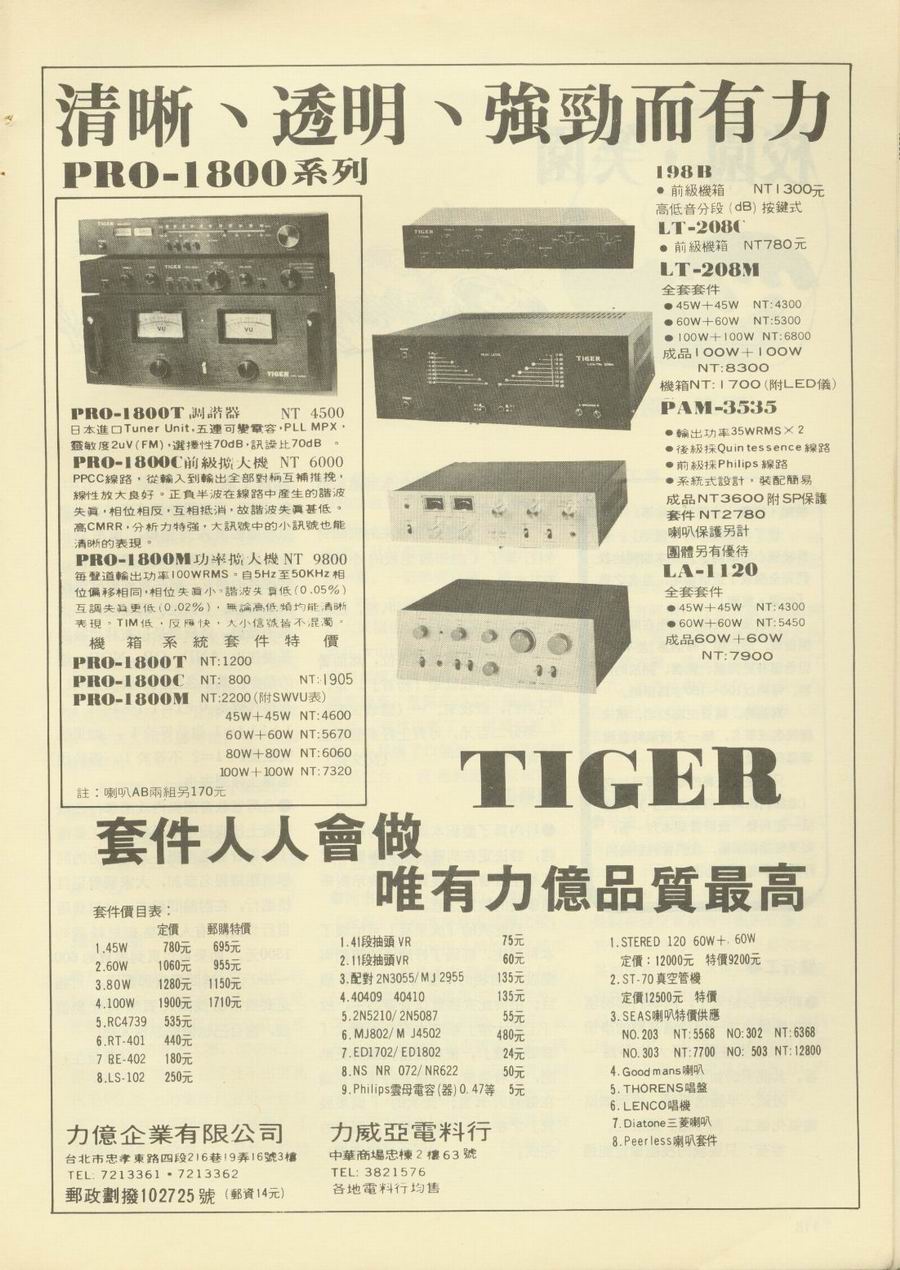 清晰、透明、強勁而有力
PRO-1800系列
PRO-1800T 調諧器 NT 4500
日本進口Tuner Unit,五連可變電容,PLL MPX,
靈敏度2uV(FM),選擇性70dB,訊燥比70dB。
PRO-1800C前級擴大機 NT 6000
PPCC線路,從輸入到輸出全部對稱互補推挽,
線性放大良好。正負半波在線路中產生的諧波
失眞,相位相反,互相抵消,故諧波失眞甚低。
高CMRR,分析力特強,大訊號中的小訊號也能
清晰的表現。
PRO-1800M功率擴大機 NT 9800
每聲道輸出功率100WRMS。自5Hz至50KHz相
位偏移相同,相位失眞小。諧波失眞低(0.05%)
互調失眞更低(0.02%),無論高低頻均能清晰
表現。TIM低,反應快,大小信號皆不混濁。
機箱系統套件特價
PRO-1800T NT:1200
PRO-1800C NT: 800 NT:1905
PRO-1800M NT:2200(附SWVU表)
45W+45W NT:4600
60W+60W NT:5670
80W+80W NT:6060
100W+100W NT:7320
註:喇叭AB兩組另170元
TIGER
VU
VU
TIGER
TIGER
TIGER
198B
● 前級機箱 NT1300元
高低音分段(dB)按鍵式
LT-208C
● 前級機箱 NT780元
LT-208M
全套套件
● 45W+45W NT:4300
● 60W+60W NT:5300
● 100W+100W NT:6800
成品100W+100W
NT:8300
機箱NT:1700(附LED儀)
PAM-3535
● 輸出功率35WRMS×2
● 後級採Quintessence線路
● 前級採Philips線路
● 系統式設計,裝配簡易
成品NT3600附SP保護
套件NT2780
喇叭保護另計
團體另有優待
LA-1120
全套套件
● 45W+45W NT:4300
● 60W+60W NT:5450
成品60W+60W
NT:7900
TIGER
套件人人會做
唯有力億品質最高
套件價目表:
定價 郵購特價
1.45W 780元 695元
2.60W 1060元 955元
3.80W 1280元 1150元
4.100W 1900元 1710元
5.RC4739 535元
6.RT-401 440元
7 BE-402 180元
8.LS-102 250元
1.41段抽頭VR 75元
2.11段抽頭VR 60元
3.配對2N3055/MJ 2955 135元
4.40409 40410 135元
5.2N5210/2N5087 55元
6.MJ802/M J4502 480元
7.ED1702/ED1802 24元
8.NS NR 072/NR622 50元
9.Philips雲母電容(器)0.47等 5元
1.STERED 120 60W+.60W
定價:12000元 特價9200元
2.ST-70真空管機
定價12500元 特價
3.SEAS喇叭特價供應
NO.203 NT:5568 NO:302 NT:6368
NO.303 NT:7700 NO: 503 NT:12800
4.Goodmans喇叭
5.THORENS唱盤
6.LENCO唱機
7.Diatone三菱喇叭
8.Peerless喇叭套件
力億企業有限公司
台北市忠孝東路四段216巷19弄16號3樓
TEL: 7213361・7213362
郵政劃撥102725號(郵資14元)
力威亞電料行
中華商場忠棟2樓63號
TEL: 3821576
各地電料行均售